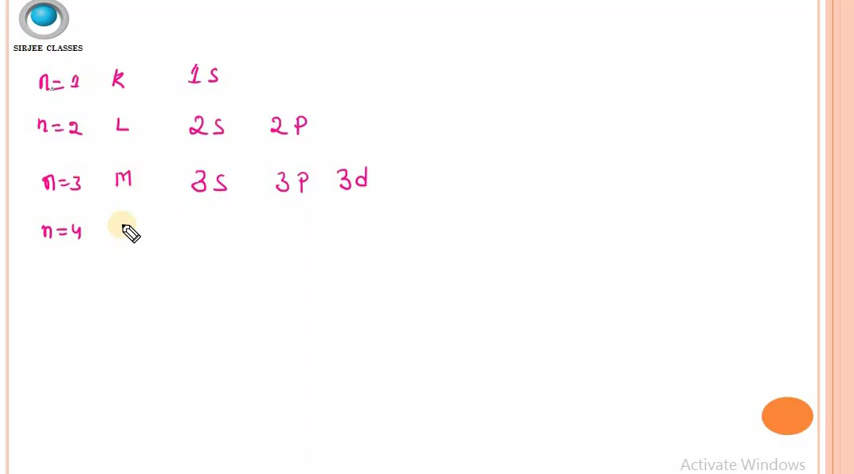 SIRJEE CLASSES
n=1 K 1s
n=2 L 2s 2p
n=3 M 3s 3p 3d
n=4
Activate Windows